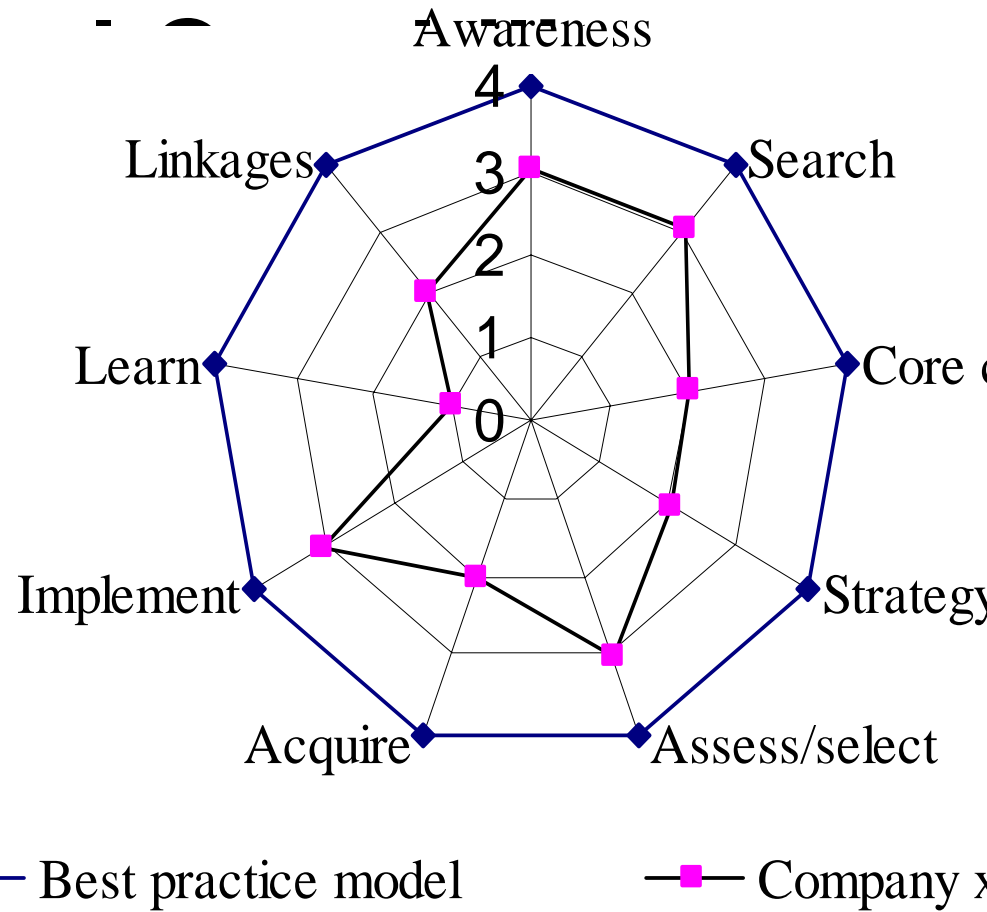 Awareness
4
Linkages
Search
3
2
1
Learn
Core
0
Implement
Strategy
Acquire
Assess/select
Best practice model
Company x